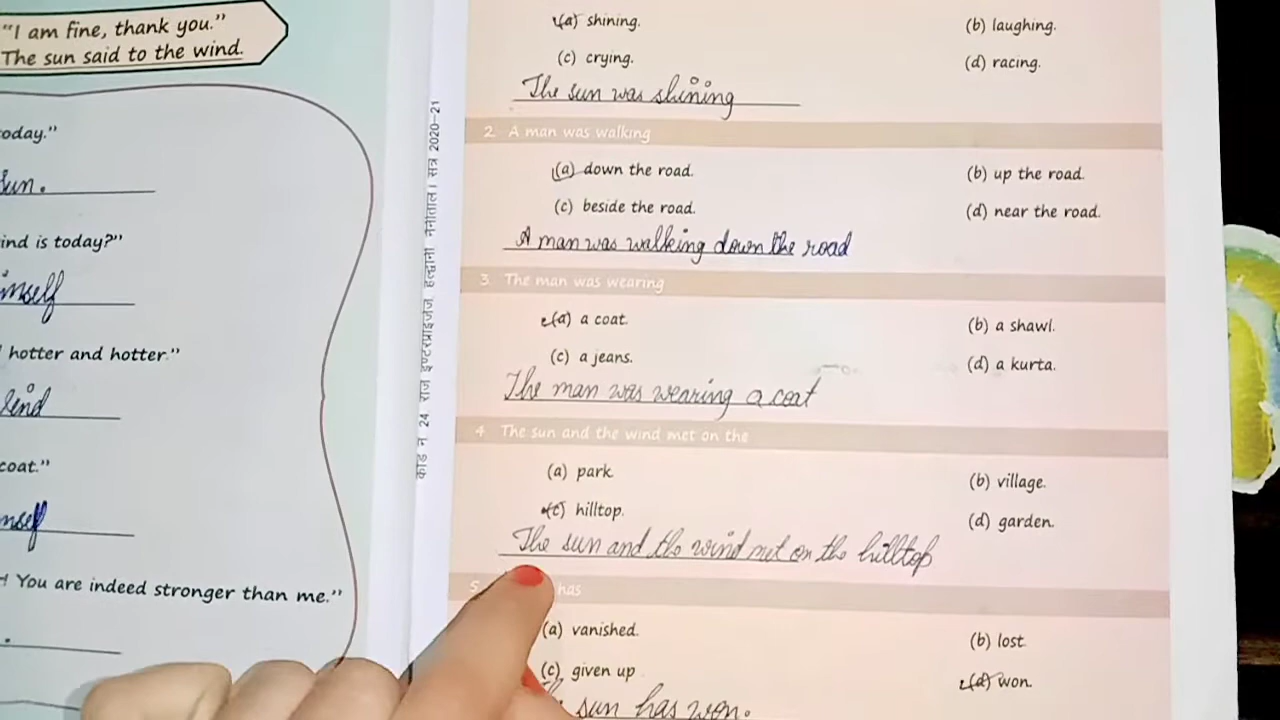 "I am fine, thank you."
The sun said to the wind.
oday."
Sun.
ind is today?"
imself
hotter and hotter."
coat."
mself
! You are indeed stronger than me."
2020-21
(a) shining.
(b) laughing.
(c) crying.
(d) racing.
The sun was shining
2. A man was walking
(a) down the road.
(b) up the road.
(c) beside the road.
(d) near the road.
A man was walking down the road
3. The man was wearing
(a) a coat.
(b) a shawl.
(c) a jeans.
(d) a kurta.
The man was wearing a coat
4. The sun and the wind met on the
(a) park.
(b) village.
(c) hilltop.
(d) garden.
The sun and the wind met on the hilltop
5. has
(a) vanished.
(b) lost.
(c) given up
(d) won.
sun has won.